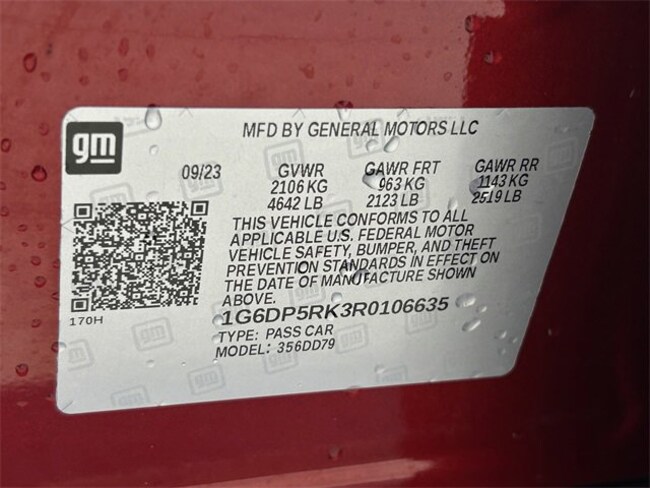 gm
MFD BY GENERAL MOTORS LLC
09/23 GVWR GAWR FRT GAWR RR
2106 KG 963 KG 1143 KG
4642 LB 2123 LB 2519 LB
THIS VEHICLE CONFORMS TO ALL
APPLICABLE U.S. FEDERAL MOTOR
VEHICLE SAFETY, BUMPER, AND THEFT
PREVENTION STANDARDS IN EFFECT ON
THE DATE OF MANUFACTURE SHOWN
ABOVE.
170H
1G6DP5RK3R0106635
TYPE: PASS CAR
MODEL: 356DD79